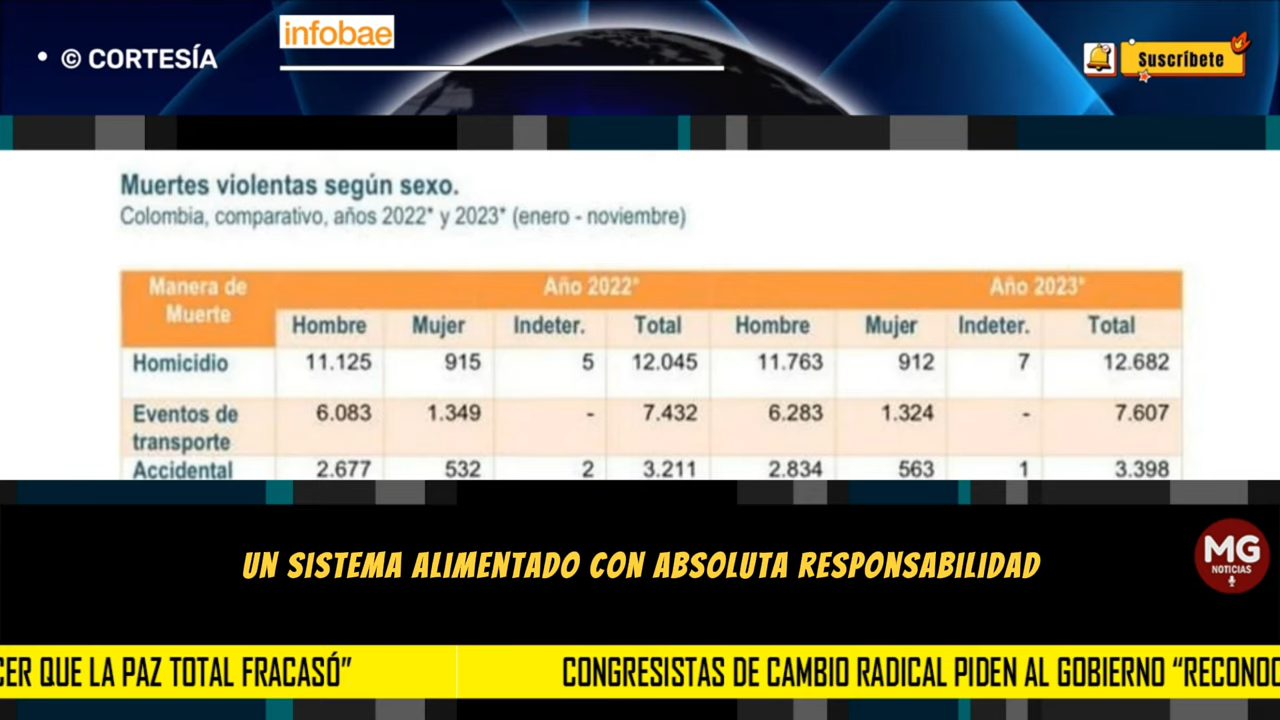 • © CORTESÍA
infobae
Suscríbete
Muertes violentas según sexo.
Colombia, comparativo, años 2022* y 2023* (enero - noviembre)
Manera de Muerte Año 2022* Año 2023*
Hombre Mujer Indeter. Total Hombre Mujer Indeter. Total
Homicidio 11.125 915 5 12.045 11.763 912 7 12.682
Eventos de transporte 6.083 1.349 - 7.432 6.283 1.324 - 7.607
Accidental 2.677 532 2 3.211 2.834 563 1 3.398
UN SISTEMA ALIMENTADO CON ABSOLUTA RESPONSABILIDAD
MG
NOTICIAS
CER QUE LA PAZ TOTAL FRACASÓ” CONGRESISTAS DE CAMBIO RADICAL PIDEN AL GOBIERNO “RECONOC